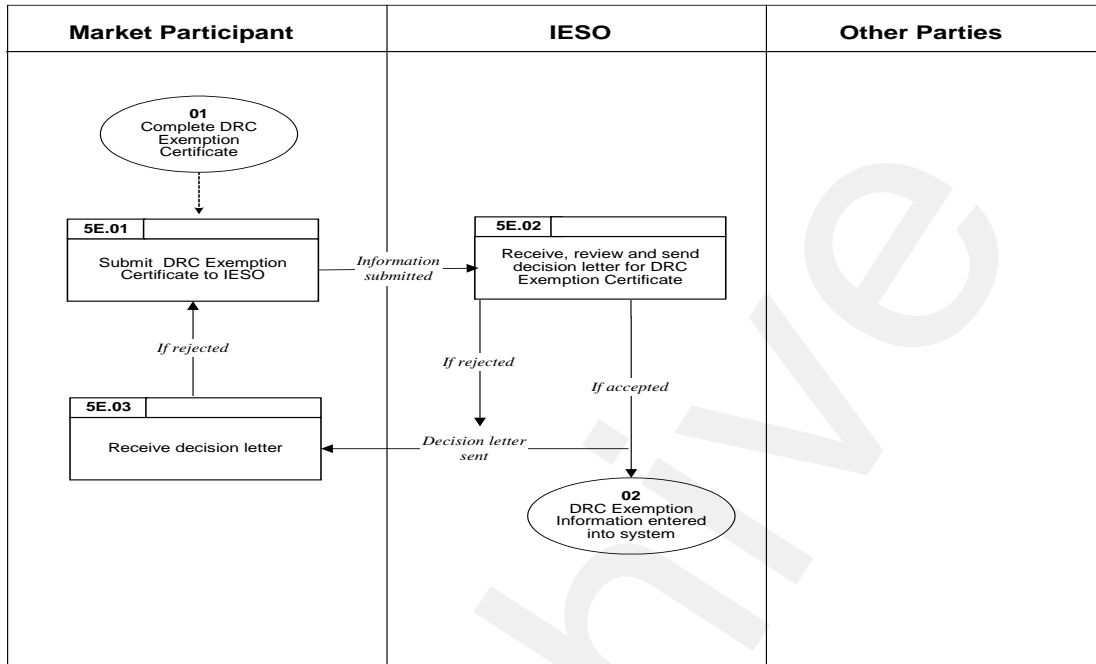 Market Participant
IESO
Other Parties
01
Complete DRC
Exemption
Certificate
5E.01
Submit DRC Exemption
Certificate to IESO
Information
submitted
5E.02
Receive, review and send
decision letter for DRC
Exemption Certificate
If rejected
If rejected
If accepted
5E.03
Receive decision letter
Decision letter
sent
02
DRC Exemption
Information entered
into system
hive